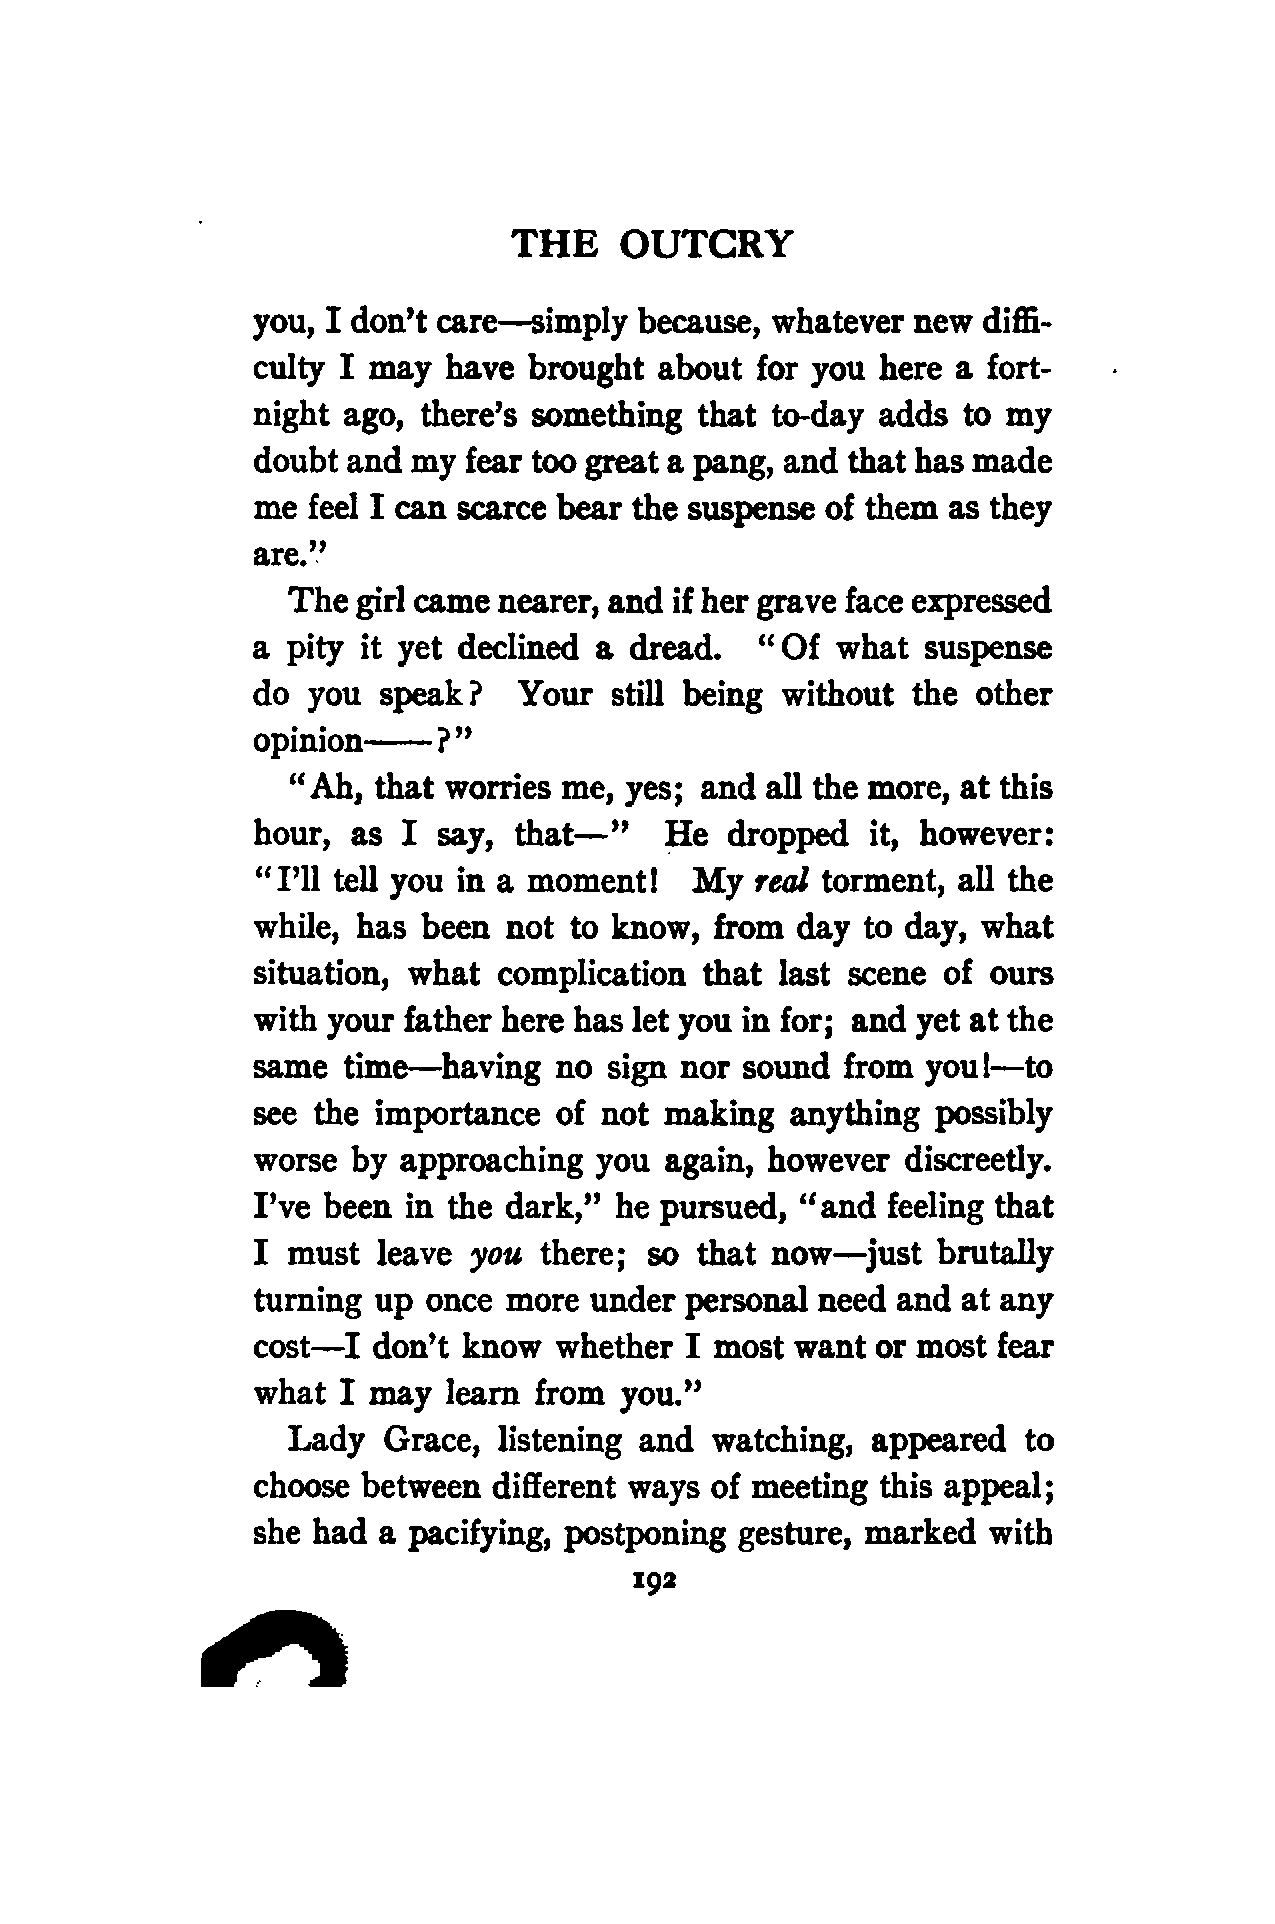 THE OUTCRY
you, I don't care—simply because, whatever new diffi-
culty I may have brought about for you here a fort-
night ago, there's something that to-day adds to my
doubt and my fear too great a pang, and that has made
me feel I can scarce bear the suspense of them as they
are."
The girl came nearer, and if her grave face expressed
a pity it yet declined a dread. "Of what suspense
do you speak? Your still being without the other
opinion——?"
"Ah, that worries me, yes; and all the more, at this
hour, as I say, that—" He dropped it, however:
"I'll tell you in a moment! My real torment, all the
while, has been not to know, from day to day, what
situation, what complication that last scene of ours
with your father here has let you in for; and yet at the
same time—having no sign nor sound from you!—to
see the importance of not making anything possibly
worse by approaching you again, however discreetly.
I've been in the dark," he pursued, "and feeling that
I must leave you there; so that now—just brutally
turning up once more under personal need and at any
cost—I don't know whether I most want or most fear
what I may learn from you."
Lady Grace, listening and watching, appeared to
choose between different ways of meeting this appeal;
she had a pacifying, postponing gesture, marked with
192